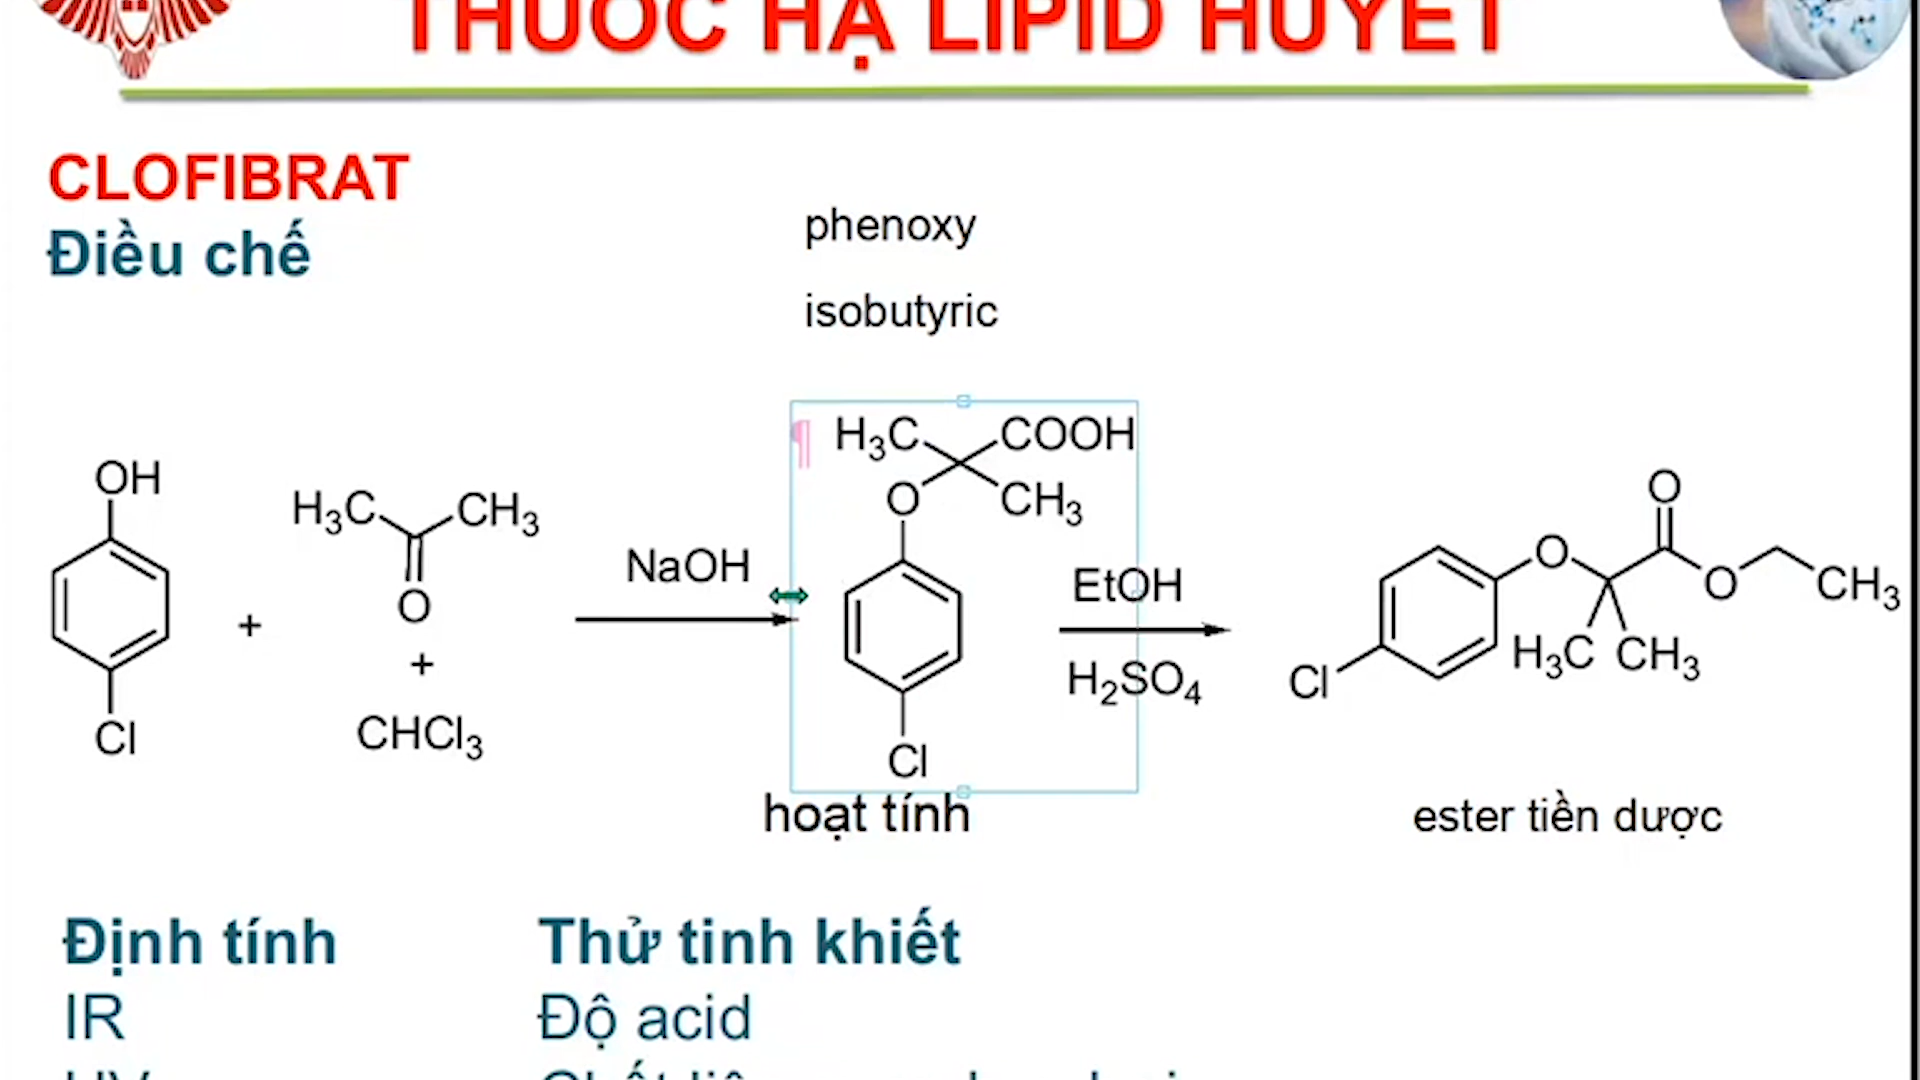 THUỐC HẠ LIPID HUYẾT
CLOFIBRAT
Điều chế
phenoxy
isobutyric
OH
Cl
+
H₃C CH₃
O
+
CHCl₃
NaOH
¶ H₃C COOH
O CH₃
Cl
hoạt tính
EtOH
H₂SO₄
O
O O CH₃
H₃C CH₃
Cl
ester tiền dược
Định tính
IR
Thử tinh khiết
Độ acid